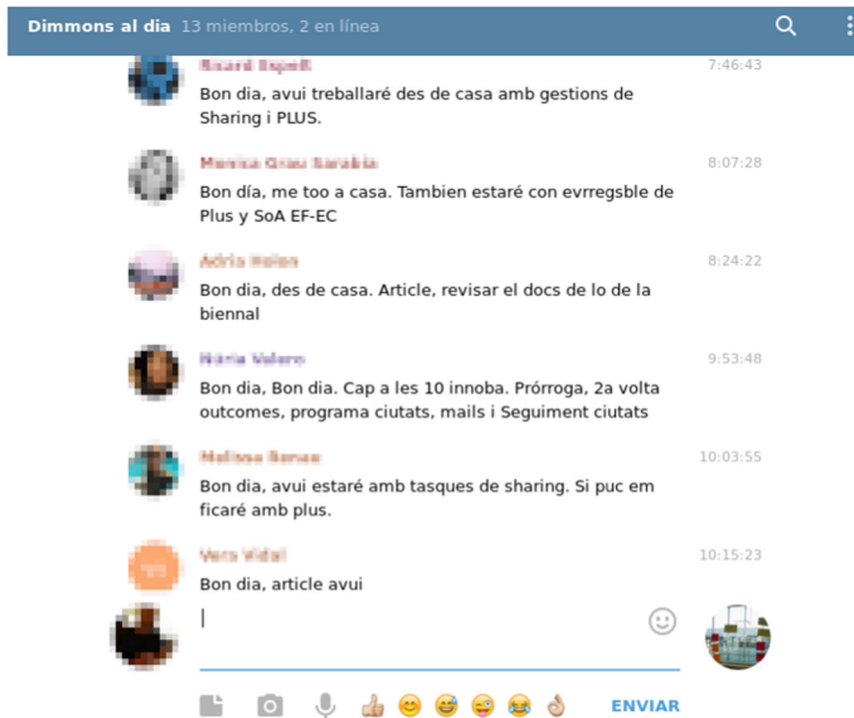 Dimmons al dia 13 miembros, 2 en línea
7:46:43
Bon dia, avui treballaré des de casa amb gestions de
Sharing i PLUS.
8:07:28
Bon día, me too a casa. Tambien estaré con evrregsble de
Plus y SoA EF-EC
8:24:22
Bon dia, des de casa. Article, revisar el docs de lo de la
biennal
9:53:48
Bon dia, Bon dia. Cap a les 10 innoba. Prórroga, 2a volta
outcomes, programa ciutats, mails i Seguiment ciutats
10:03:55
Bon dia, avui estaré amb tasques de sharing. Si puc em
ficaré amb plus.
10:15:23
Bon dia, article avui
ENVIAR